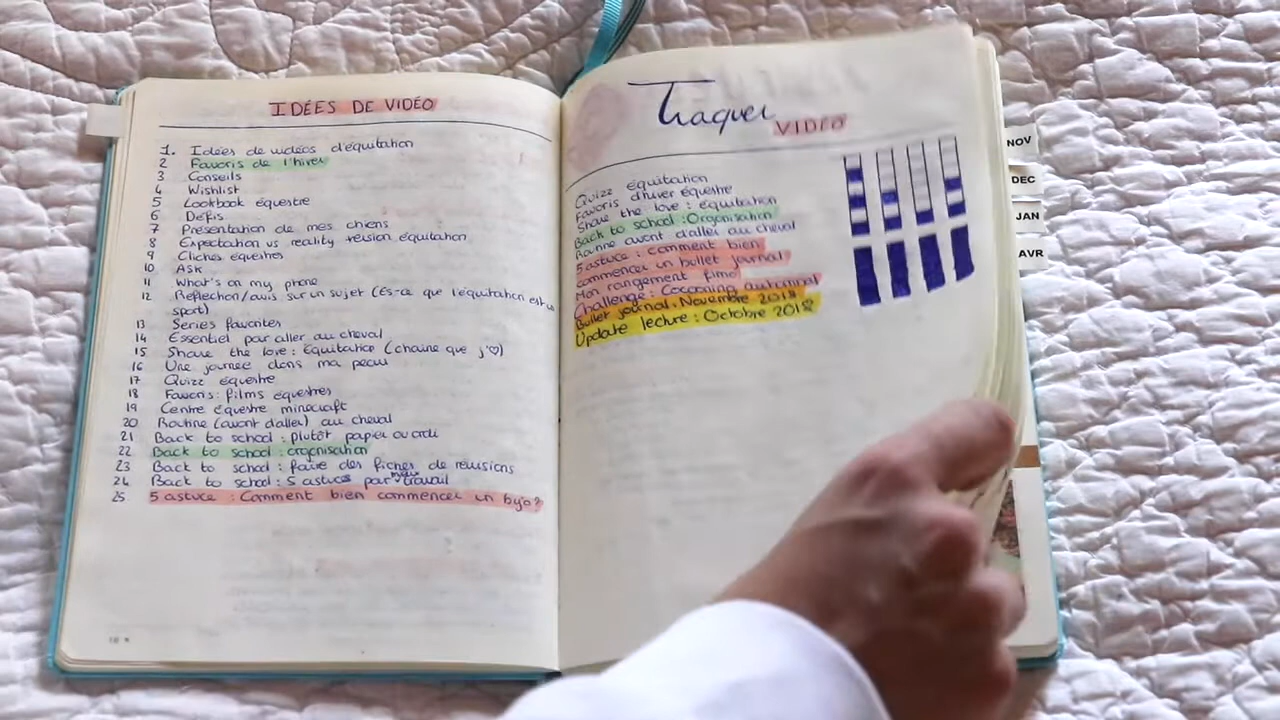 IDÉES DE VIDÉO
1. Idées de vidéos d'équitation
2 Favoris de l'hiver
3 Conseils
4 Wishlist
5 Lookbook équestre
6 Défis
7 Présentation de mes chiens
8 Expectation vs reality version équitation
9 Clichés équestres
10 ASK
11 What's on my phone
12 Réflection/avis sur un sujet (Es-ce que l'équitation est un
sport)
13 Series favorites
14 Essentiel par aller au cheval
15 Share the love : Equitation (chaîne que j'♡)
16 Une journée dans ma peau
17 Quizz équestre
18 Favoris : films équestres
19 Centre équestre minecraft
20 Routine (avant d'aller) au cheval
21 Back to school : plutôt papier ou ordi
22 Back to school : organisation
23 Back to school : faire des fiches de révisions
24 Back to school : 5 astuces par mieux travail
25 5 astuce : Comment bien commencer un bujo?
Traquer
VIDEO
Quizz équitation
Favoris d'hiver équestre
Share the love : équitation
Back to school : Organisation
Routine avant d'aller au cheval
5 astuce : comment bien
commencer un bullet journal
Mon rangement filmo
Challenge : Cocooning automnal
Bullet journal : Novembre 2018
Update lecture : Octobre 2018
NOV
DEC
JAN
AVR